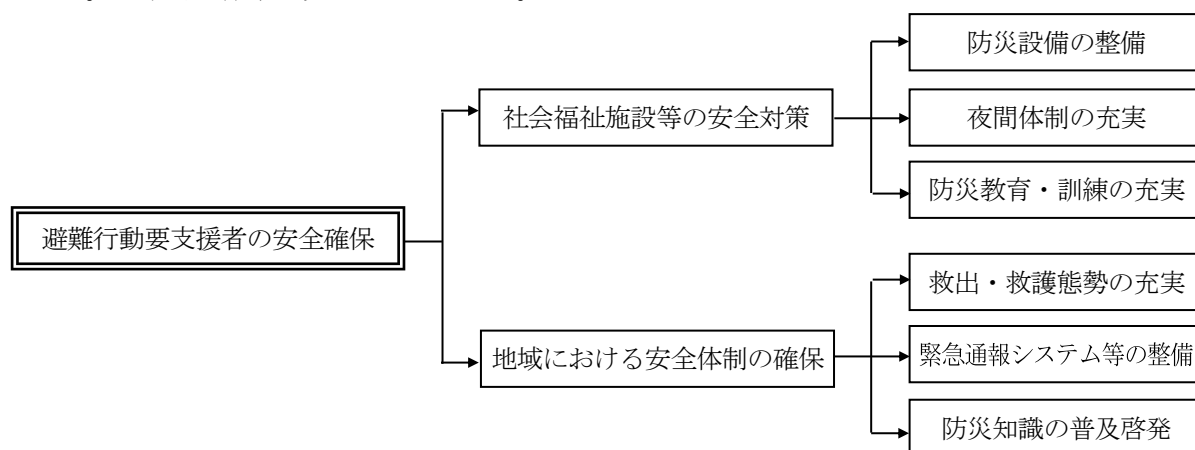 避難行動要支援者の安全確保
社会福祉施設等の安全対策
防災設備の整備
夜間体制の充実
防災教育・訓練の充実
地域における安全体制の確保
救出・救護態勢の充実
緊急通報システム等の整備
防災知識の普及啓発